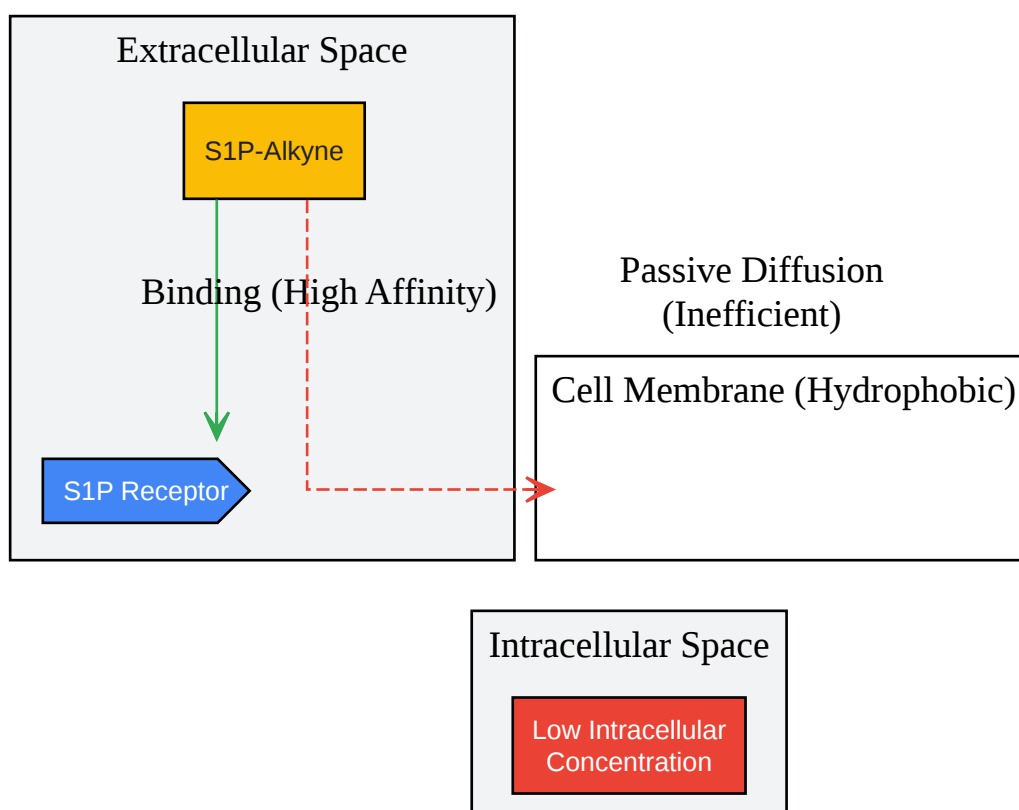 Extracellular Space
S1P-Alkyne
Binding (High Affinity)
Passive Diffusion
(Inefficient)
Cell Membrane (Hydrophobic)
S1P Receptor
Intracellular Space
Low Intracellular
Concentration